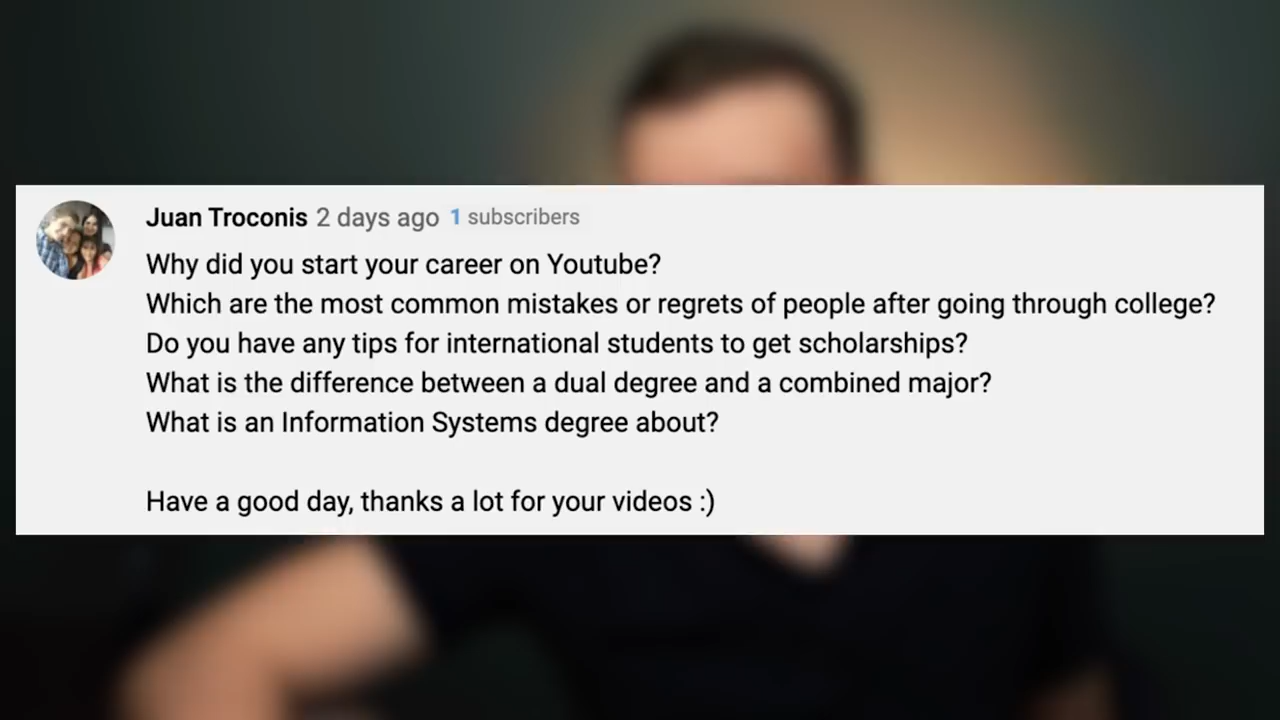 Juan Troconis 2 days ago 1 subscribers
Why did you start your career on Youtube?
Which are the most common mistakes or regrets of people after going through college?
Do you have any tips for international students to get scholarships?
What is the difference between a dual degree and a combined major?
What is an Information Systems degree about?
Have a good day, thanks a lot for your videos :)